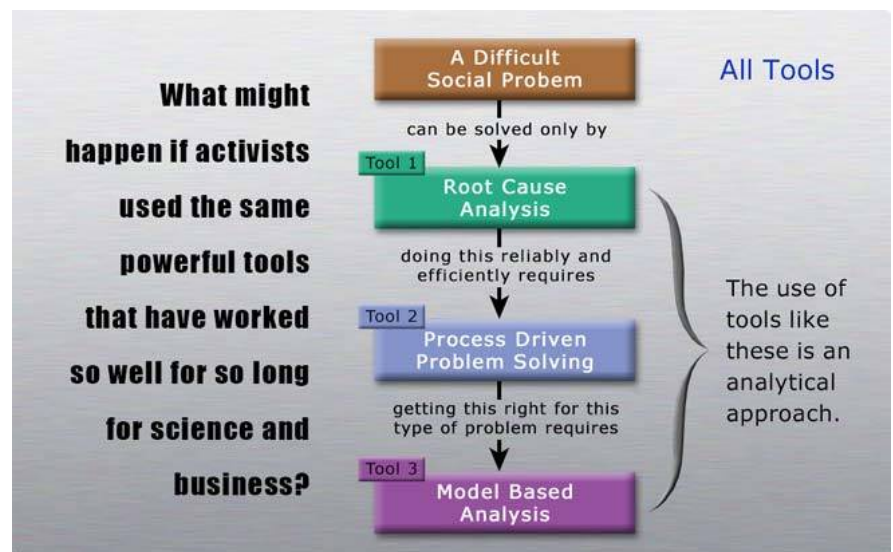 What might
happen if activists
used the same
powerful tools
that have worked
so well for so long
for science and
business?
A Difficult
Social Probem
can be solved only by
Tool 1
Root Cause
Analysis
doing this reliably and
efficiently requires
Tool 2
Process Driven
Problem Solving
getting this right for this
type of problem requires
Tool 3
Model Based
Analysis
All Tools
The use of
tools like
these is an
analytical
approach.